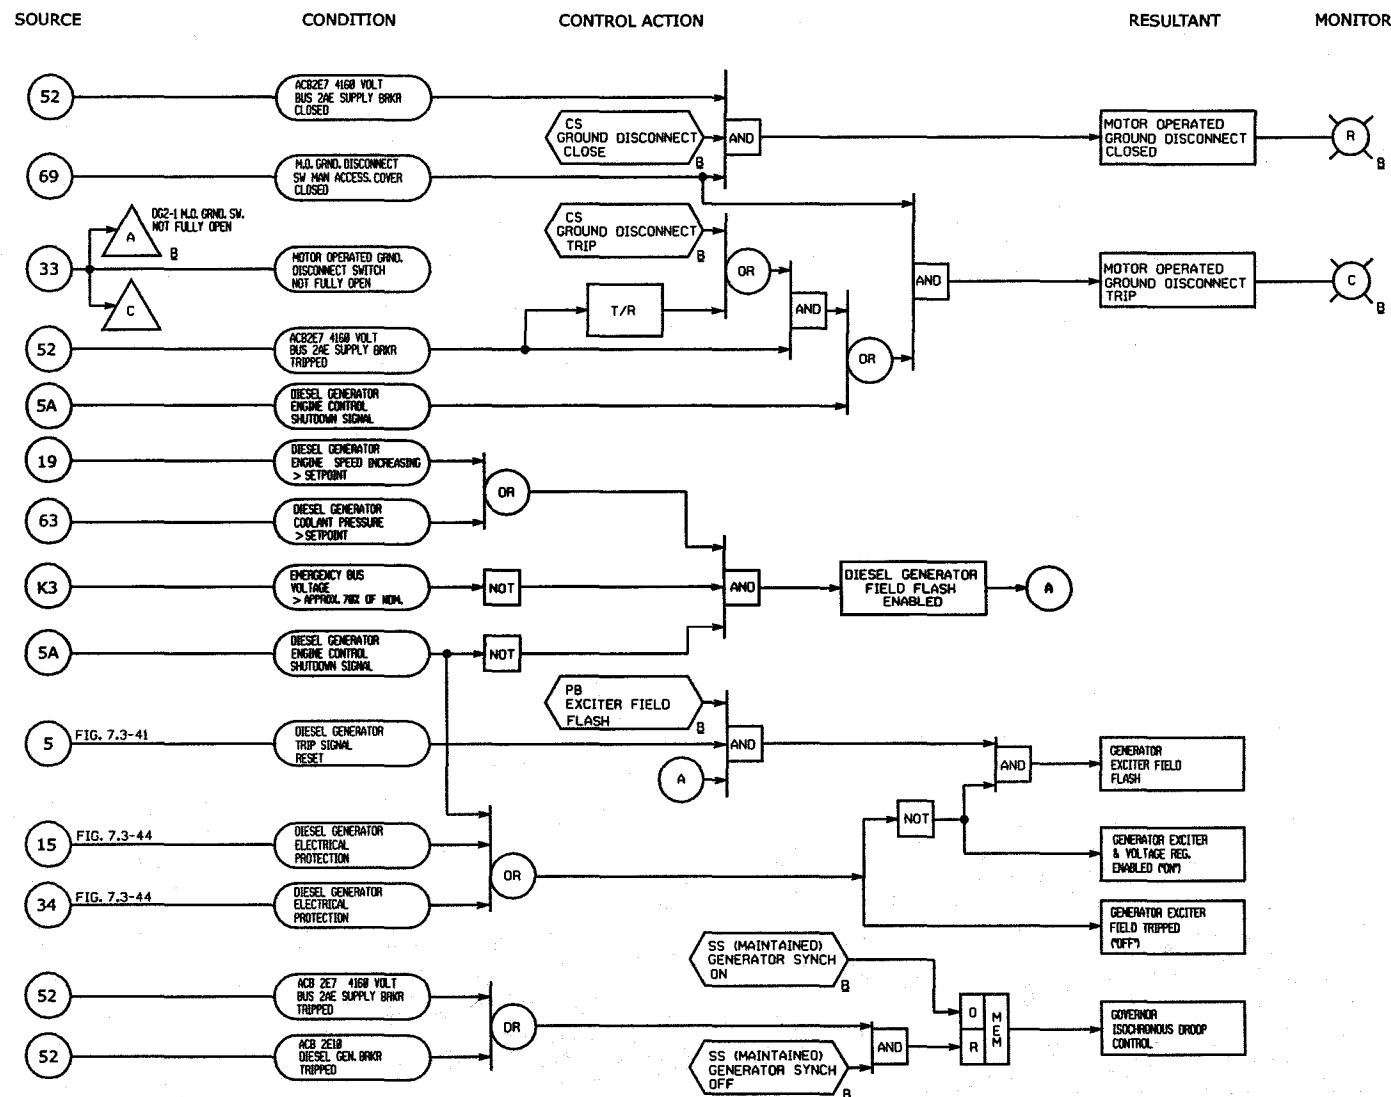 SOURCE CONDITION CONTROL ACTION RESULTANT MONITOR
52
ACB2E7 4160 VOLT
BUS 2AE SUPPLY BRKR
CLOSED
CS
GROUND DISCONNECT
CLOSE
B
AND
MOTOR OPERATED
GROUND DISCONNECT
CLOSED
R
B
69
M.O. GRND. DISCONNECT
SW MAN ACCESS. COVER
CLOSED
A
DG2-1 M.O. GRND. SW.
NOT FULLY OPEN
B
CS
GROUND DISCONNECT
TRIP
B
33
MOTOR OPERATED GRND.
DISCONNECT SWITCH
NOT FULLY OPEN
C
OR
AND
MOTOR OPERATED
GROUND DISCONNECT
TRIP
C
B
T/R
AND
52
ACB2E7 4160 VOLT
BUS 2AE SUPPLY BRKR
TRIPPED
OR
5A
DIESEL GENERATOR
ENGINE CONTROL
SHUTDOWN SIGNAL
19
DIESEL GENERATOR
ENGINE SPEED INCREASING
> SETPOINT
OR
63
DIESEL GENERATOR
COOLANT PRESSURE
> SETPOINT
K3
EMERGENCY BUS
VOLTAGE
> APPROX. 70% OF NOM.
NOT
AND
DIESEL GENERATOR
FIELD FLASH
ENABLED
A
5A
DIESEL GENERATOR
ENGINE CONTROL
SHUTDOWN SIGNAL
NOT
PB
EXCITER FIELD
FLASH
B
5
FIG. 7.3-41
DIESEL GENERATOR
TRIP SIGNAL
RESET
AND
A
AND
GENERATOR
EXCITER FIELD
FLASH
15
FIG. 7.3-44
DIESEL GENERATOR
ELECTRICAL
PROTECTION
NOT
GENERATOR EXCITER
& VOLTAGE REG.
ENABLED ("ON")
OR
34
FIG. 7.3-44
DIESEL GENERATOR
ELECTRICAL
PROTECTION
GENERATOR EXCITER
FIELD TRIPPED
("OFF")
SS (MAINTAINED)
GENERATOR SYNCH
ON
B
52
ACB 2E7 4160 VOLT
BUS 2AE SUPPLY BRKR
TRIPPED
OR
O
R
MEM
GOVERNOR
ISOCHRONOUS DROOP
CONTROL
52
ACB 2E10
DIESEL GEN. BRKR
TRIPPED
AND
SS (MAINTAINED)
GENERATOR SYNCH
OFF
B